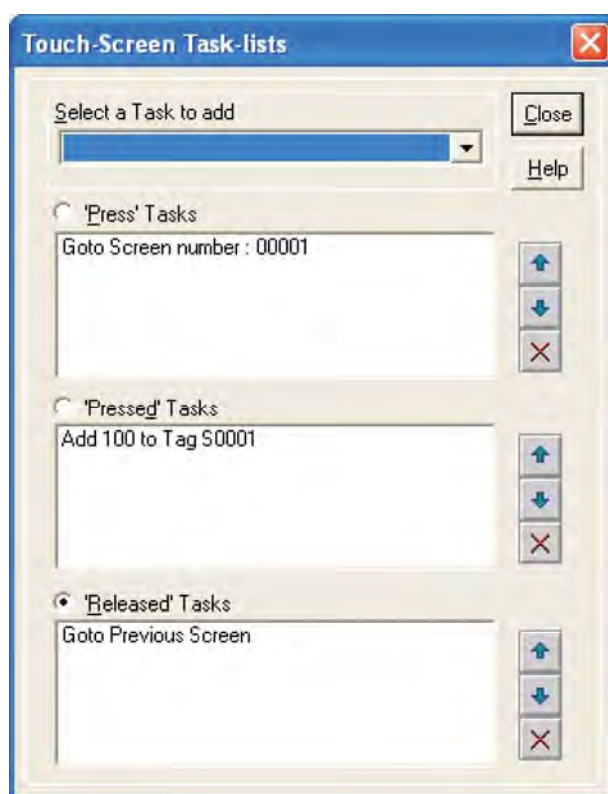 Touch-Screen Task-lists
Select a Task to add
Close
Help
'Press' Tasks
Goto Screen number : 00001
'Pressed' Tasks
Add 100 to Tag S0001
'Released' Tasks
Goto Previous Screen